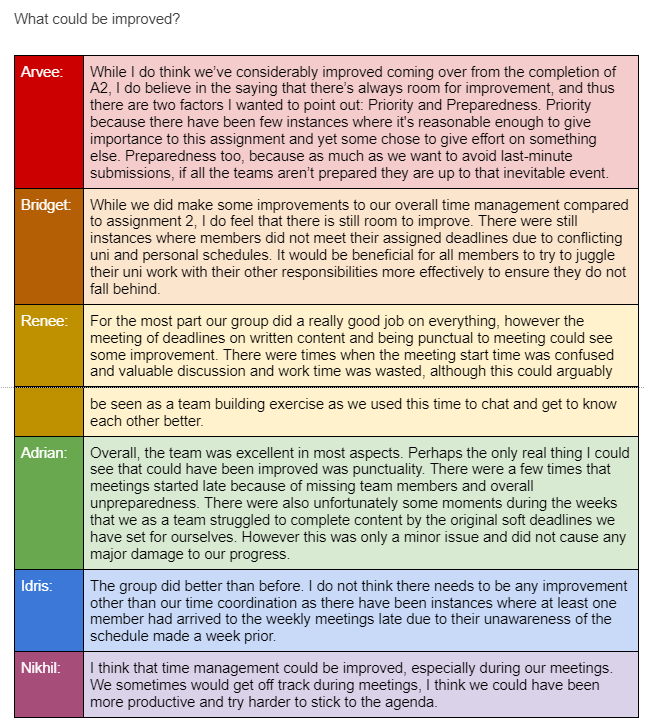 What could be improved?
Arvee:
While I do think we've considerably improved coming over from the completion of
A2, I do believe in the saying that there's always room for improvement, and thus
there are two factors I wanted to point out: Priority and Preparedness. Priority
because there have been few instances where it's reasonable enough to give
importance to this assignment and yet some chose to give effort on something
else. Preparedness too, because as much as we want to avoid last-minute
submissions, if all the teams aren't prepared they are up to that inevitable event.
Bridget:
While we did make some improvements to our overall time management compared
to assignment 2, I do feel that there is still room to improve. There were still
instances where members did not meet their assigned deadlines due to conflicting
uni and personal schedules. It would be beneficial for all members to try to juggle
their uni work with their other responsibilities more effectively to ensure they do not
fall behind.
Renee:
For the most part our group did a really good job on everything, however the
meeting of deadlines on written content and being punctual to meeting could see
some improvement. There were times when the meeting start time was confused
and valuable discussion and work time was wasted, although this could arguably
be seen as a team building exercise as we used this time to chat and get to know
each other better.
Adrian:
Overall, the team was excellent in most aspects. Perhaps the only real thing I could
see that could have been improved was punctuality. There were a few times that
meetings started late because of missing team members and overall
unpreparedness. There were also unfortunately some moments during the weeks
that we as a team struggled to complete content by the original soft deadlines we
have set for ourselves. However this was only a minor issue and did not cause any
major damage to our progress.
Idris:
The group did better than before. I do not think there needs to be any improvement
other than our time coordination as there have been instances where at least one
member had arrived to the weekly meetings late due to their unawareness of the
schedule made a week prior.
Nikhil:
I think that time management could be improved, especially during our meetings.
We sometimes would get off track during meetings, I think we could have been
more productive and try harder to stick to the agenda.